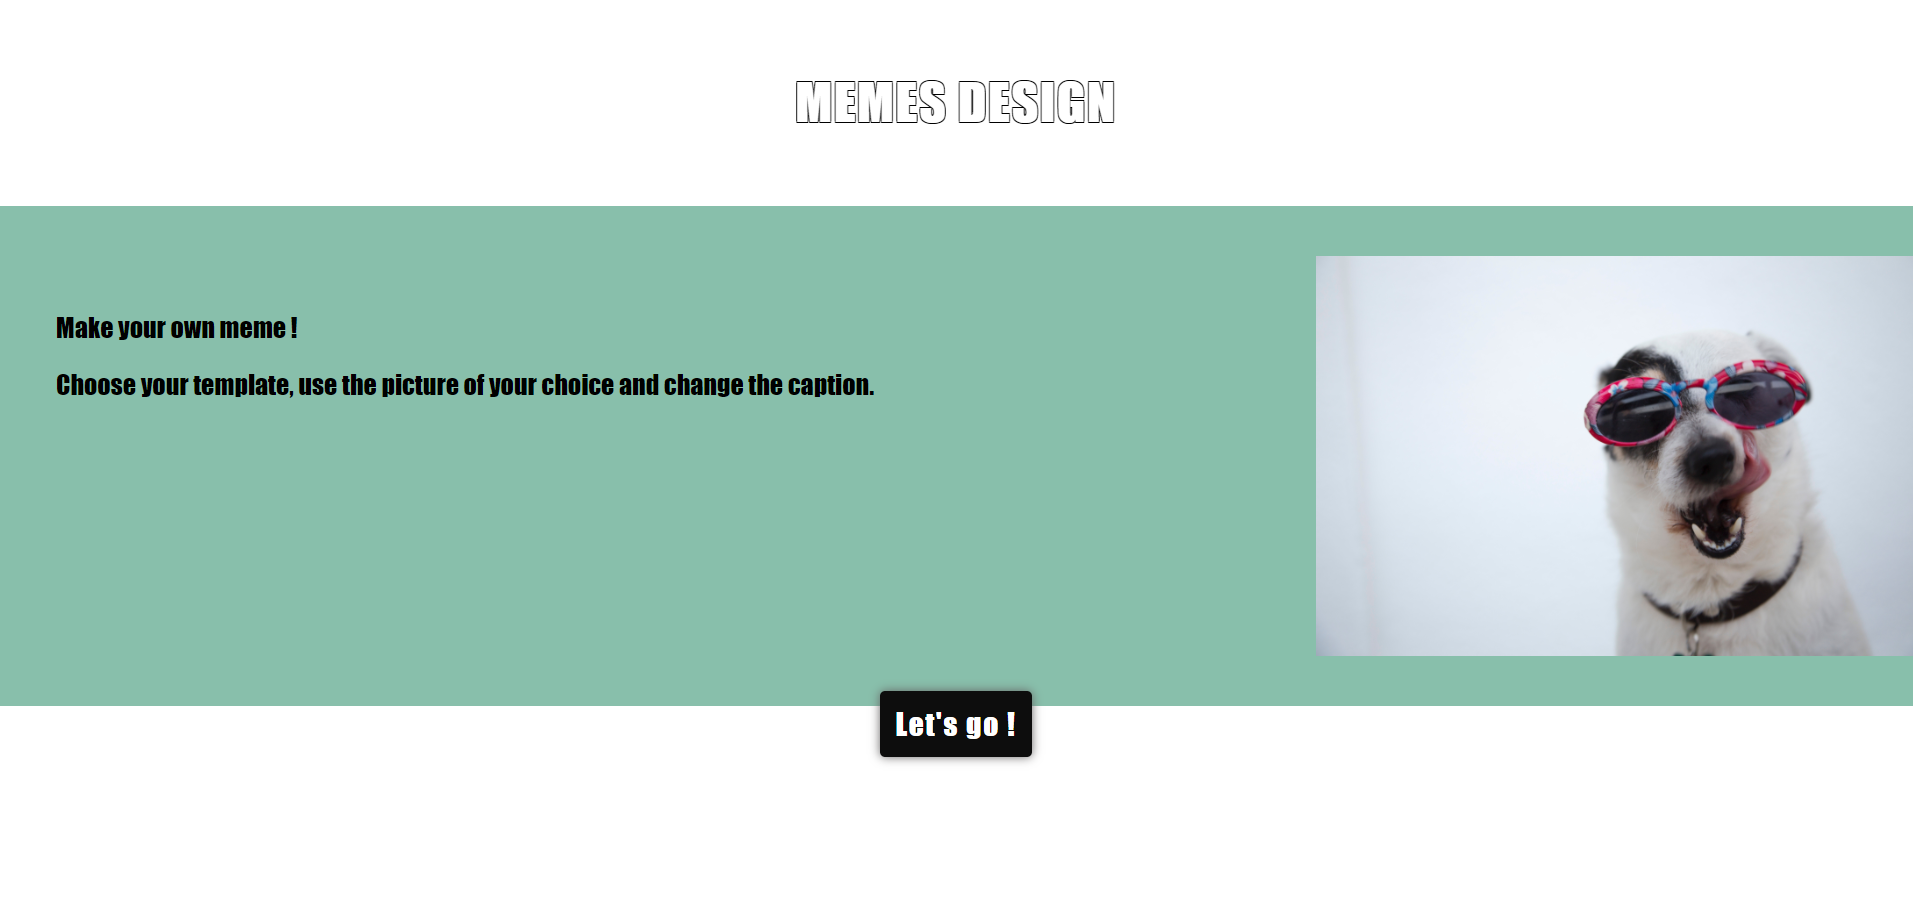 MEMES DESIGN
Make your own meme !
Choose your template, use the picture of your choice and change the caption.
Let's go !